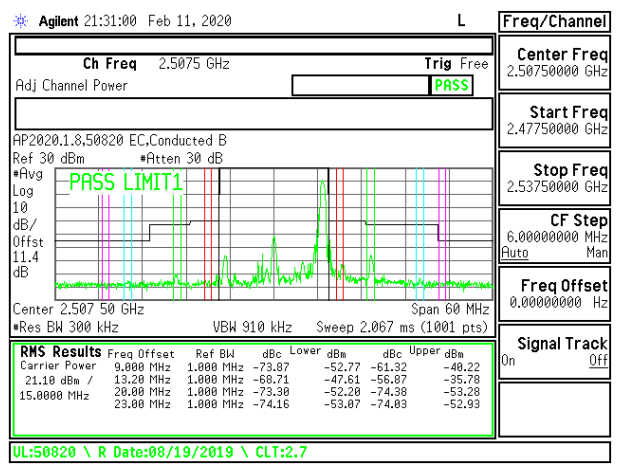 Agilent 21:31:00 Feb 11, 2020 L Freq/Channel
Ch Freq 2.5075 GHz Trig Free
Adj Channel Power PASS
Center Freq
2.50750000 GHz
Start Freq
2.47750000 GHz
Stop Freq
2.53750000 GHz
CF Step
6.00000000 MHz
Auto Man
Freq Offset
0.00000000 Hz
Signal Track
On Off
AP2020.1.8,50820 EC,Conducted B
Ref 30 dBm #Atten 30 dB
#Avg
Log
10
dB/
Offst
11.4
dB
PASS LIMIT1
Center 2.507 50 GHz Span 60 MHz
#Res BW 300 kHz VBW 910 kHz Sweep 2.067 ms (1001 pts)
RMS Results Freq Offset Ref BW dBc Lower dBm dBc Upper dBm
Carrier Power 9.000 MHz 1.000 MHz -73.87 -52.77 -61.32 -40.22
21.10 dBm / 13.20 MHz 1.000 MHz -68.71 -47.61 -56.87 -35.78
15.0000 MHz 20.00 MHz 1.000 MHz -73.30 -52.20 -74.38 -53.28
23.00 MHz 1.000 MHz -74.16 -53.07 -74.03 -52.93
UL:50820 \ R Date:08/19/2019 \ CLT:2.7